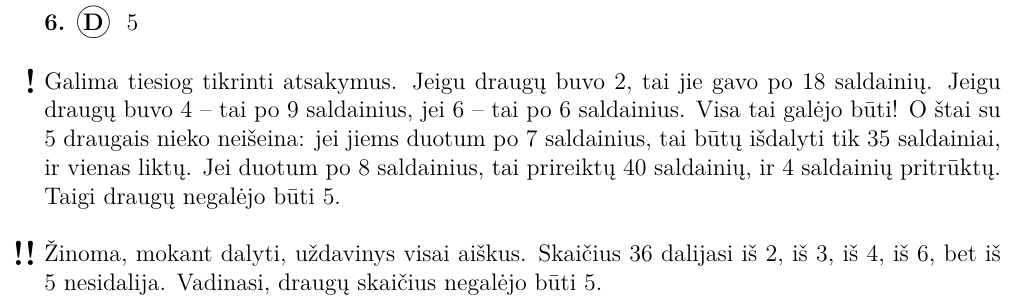 6. D 5
! Galima tiesiog tikrinti atsakymus. Jeigu draugų buvo 2, tai jie gavo po 18 saldainių. Jeigu
draugų buvo 4 – tai po 9 saldainius, jei 6 – tai po 6 saldainius. Visa tai galėjo būti! O štai su
5 draugais nieko neišeina: jei jiems duotum po 7 saldainius, tai būtų išdalyti tik 35 saldainiai,
ir vienas liktų. Jei duotum po 8 saldainius, tai prireiktų 40 saldainių, ir 4 saldainių pritrūktų.
Taigi draugų negalėjo būti 5.
!! Žinoma, mokant dalyti, uždavinys visai aiškus. Skaičius 36 dalijasi iš 2, iš 3, iš 4, iš 6, bet iš
5 nesidalija. Vadinasi, draugų skaičius negalėjo būti 5.